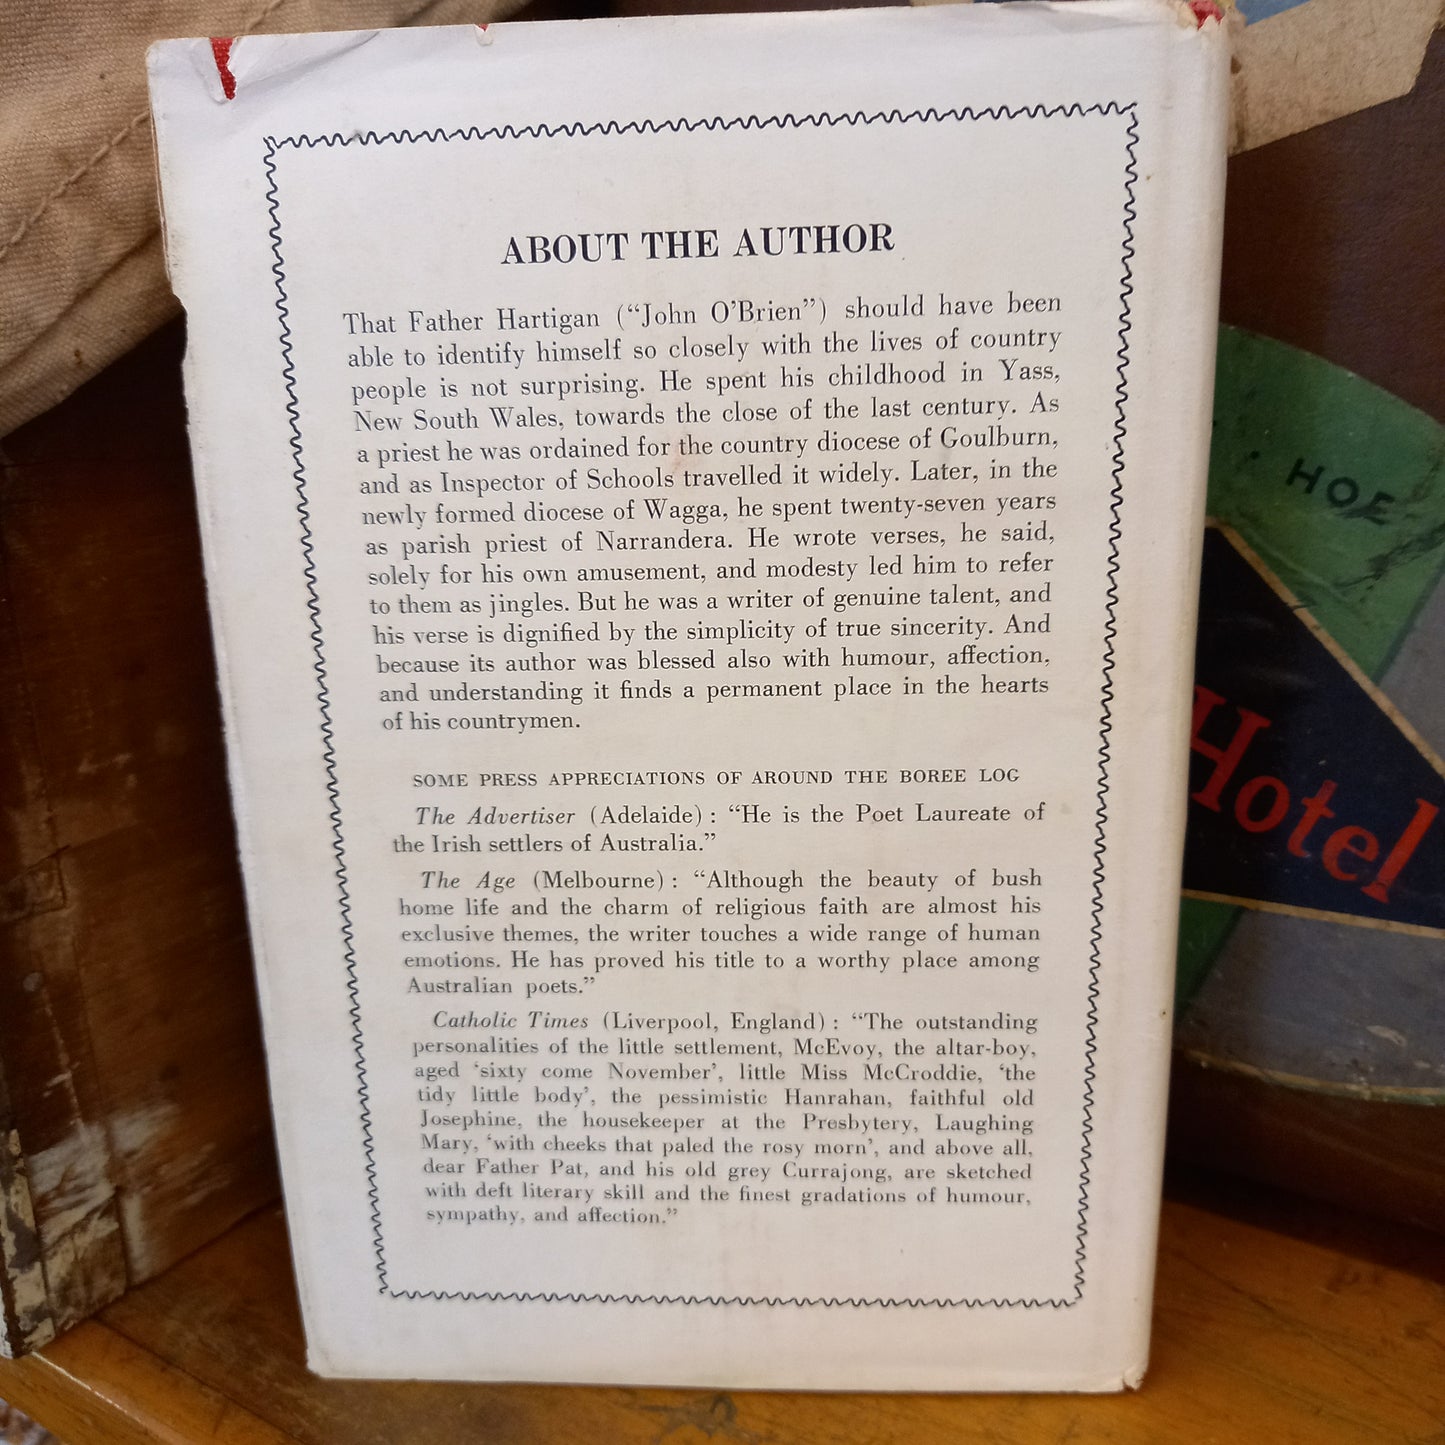 ABOUT THE AUTHOR
That Father Hartigan (“John O’Brien”) should have been
able to identify himself so closely with the lives of country
people is not surprising. He spent his childhood in Yass,
New South Wales, towards the close of the last century. As
a priest he was ordained for the country diocese of Goulburn,
and as Inspector of Schools travelled it widely. Later, in the
newly formed diocese of Wagga, he spent twenty-seven years
as parish priest of Narrandera. He wrote verses, he said,
solely for his own amusement, and modesty led him to refer
to them as jingles. But he was a writer of genuine talent, and
his verse is dignified by the simplicity of true sincerity. And
because its author was blessed also with humour, affection,
and understanding it finds a permanent place in the hearts
of his countrymen.
SOME PRESS APPRECIATIONS OF AROUND THE BOREE LOG
The Advertiser (Adelaide): “He is the Poet Laureate of
the Irish settlers of Australia.”
The Age (Melbourne): “Although the beauty of bush
home life and the charm of religious faith are almost his
exclusive themes, the writer touches a wide range of human
emotions. He has proved his title to a worthy place among
Australian poets.”
Catholic Times (Liverpool, England): “The outstanding
personalities of the little settlement, McEvoy, the altar-boy,
aged ‘sixty come November’, little Miss McCroddie, ‘the
tidy little body’, the pessimistic Hanrahan, faithful old
Josephine, the housekeeper at the Presbytery, Laughing
Mary, ‘with cheeks that paled the rosy morn’, and above all,
dear Father Pat, and his old grey Currajong, are sketched
with deft literary skill and the finest gradations of humour,
sympathy, and affection.”
HOE
Hotel